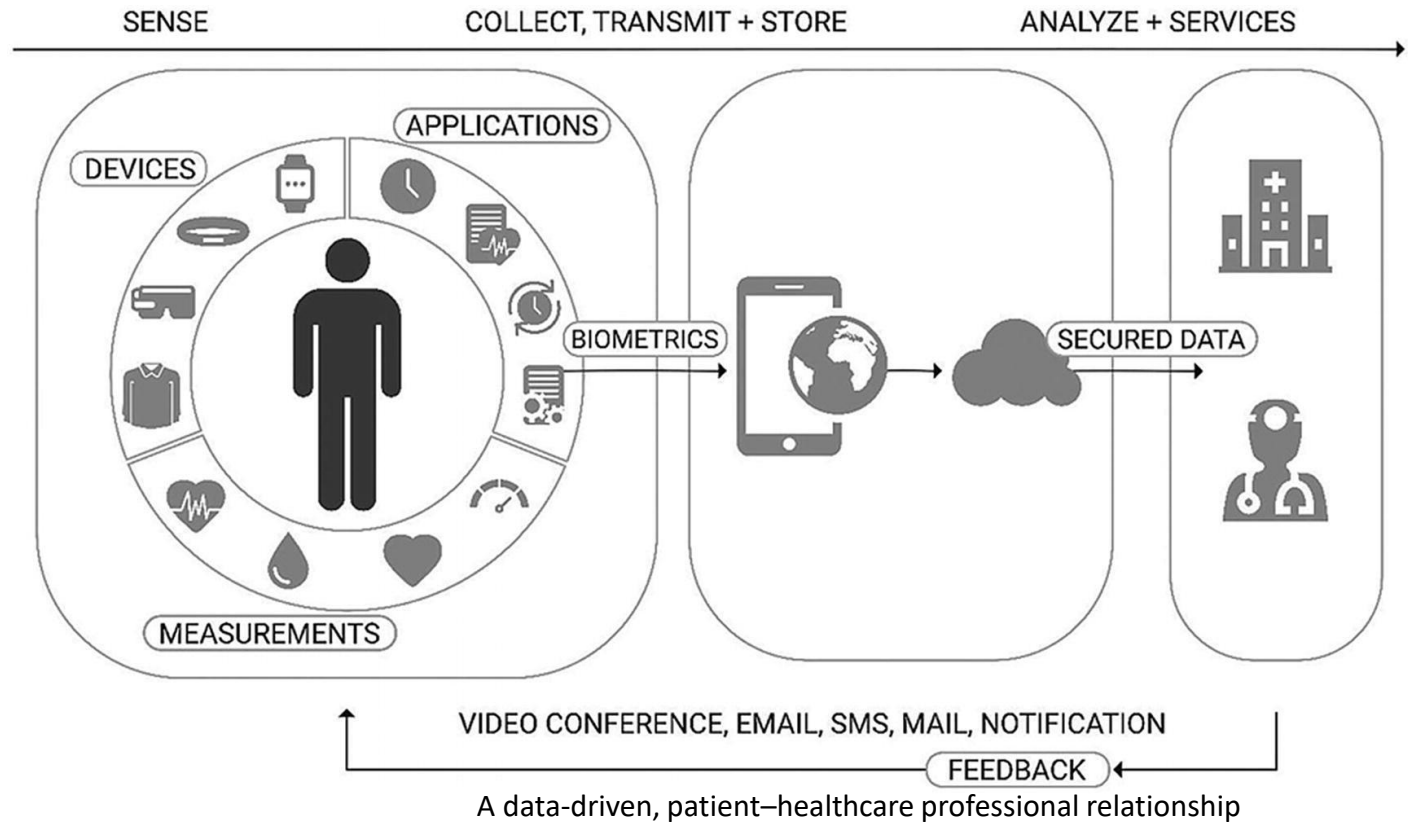 SENSE
COLLECT, TRANSMIT + STORE
ANALYZE + SERVICES
APPLICATIONS
DEVICES
BIOMETRICS
SECURED DATA
MEASUREMENTS
VIDEO CONFERENCE, EMAIL, SMS, MAIL, NOTIFICATION
FEEDBACK
A data-driven, patient–healthcare professional relationship